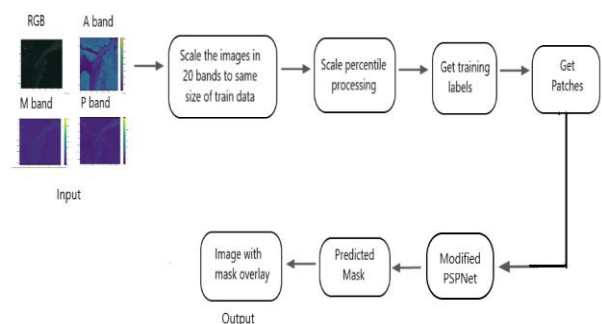 RGB
A band
M band
P band
Input
Scale the images in
20 bands to same
size of train data
Scale percentile
processing
Get training
labels
Get
Patches
Modified
PSPNet
Predicted
Mask
Image with
mask overlay
Output